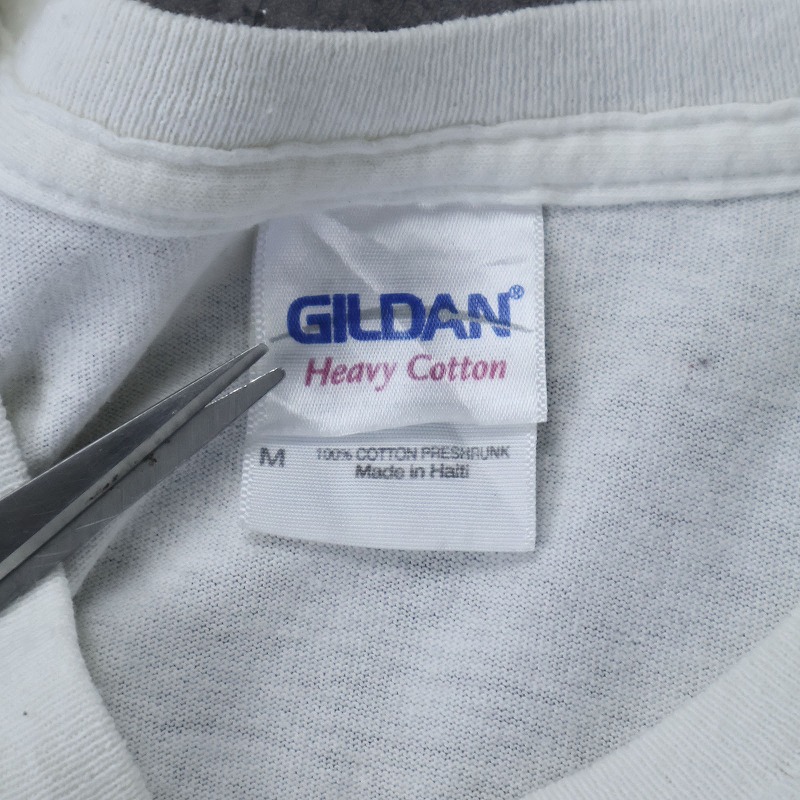 GILDAN®
Heavy Cotton
M 100% COTTON PRESHRUNK
Made in Haiti